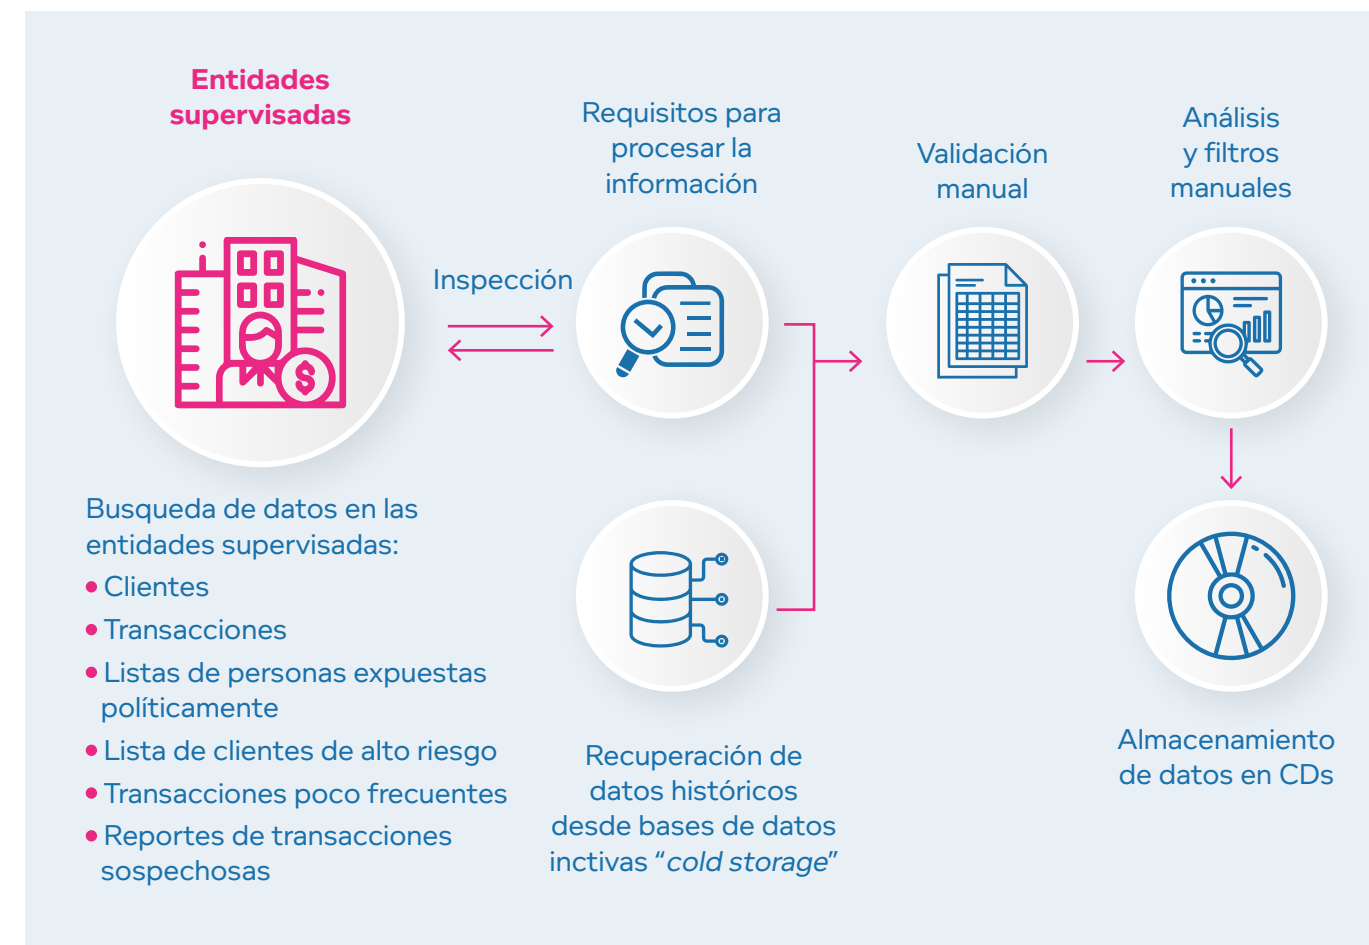 Entidades
supervisadas
Inspección
Requisitos para
procesar la
información
Validación
manual
Análisis
y filtros
manuales
$
Busqueda de datos en las
entidades supervisadas:
• Clientes
• Transacciones
• Listas de personas expuestas
políticamente
• Lista de clientes de alto riesgo
• Transacciones poco frecuentes
• Reportes de transacciones
sospechosas
Recuperación de
datos históricos
desde bases de datos
inctivas “cold storage”
Almacenamiento
de datos en CDs